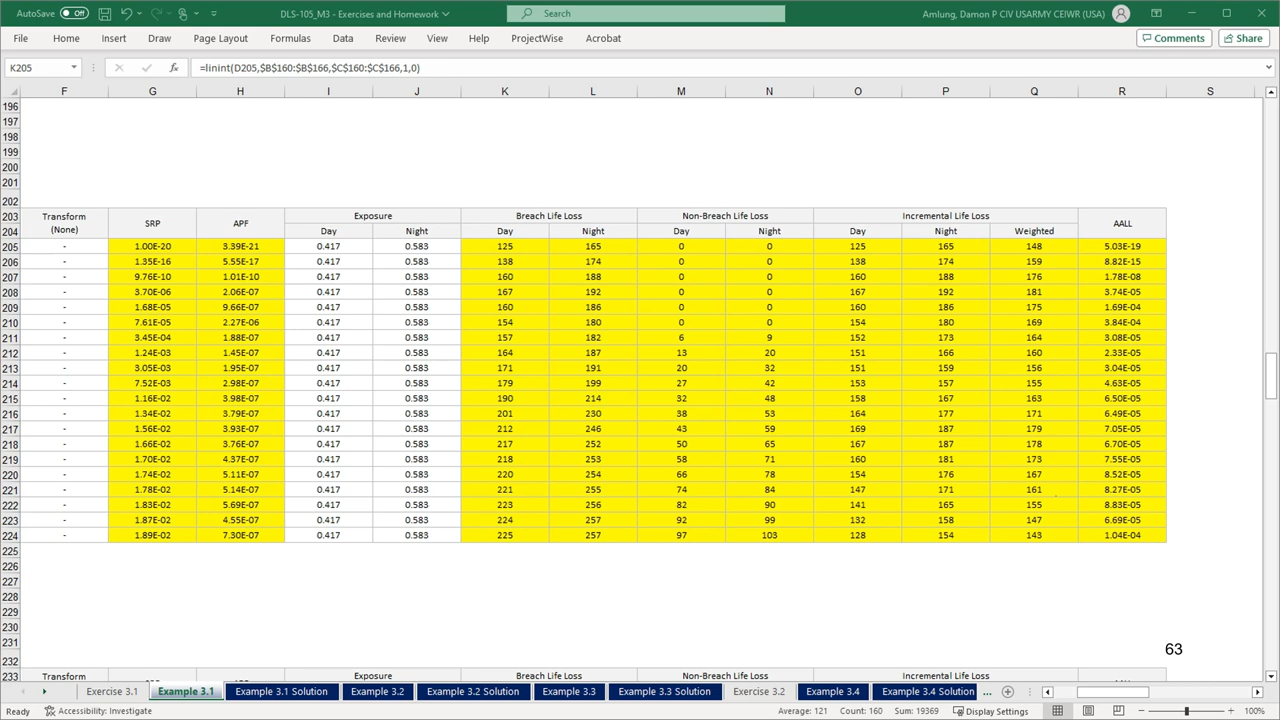 AutoSave Off DLS-105_M3 - Exercises and Homework Search Amlung, Damon P CIV USARMY CEIWR (USA)
File Home Insert Draw Page Layout Formulas Data Review View Help ProjectWise Acrobat Comments Share
K205 fx =linint(D205,$B$160:$B$166,$C$160:$C$166,1,0)
F G H I J K L M N O P Q R S
196
197
198
199
200
201
202
203 Transform SRP APF Exposure Breach Life Loss Non-Breach Life Loss Incremental Life Loss AALL
204 (None) Day Night Day Night Day Night Day Night Weighted
205 - 1.00E-20 3.39E-21 0.417 0.583 125 165 0 0 125 165 148 5.03E-19
206 - 1.35E-16 5.55E-17 0.417 0.583 138 174 0 0 138 174 159 8.82E-15
207 - 9.76E-10 1.01E-10 0.417 0.583 160 188 0 0 160 188 176 1.78E-08
208 - 3.70E-06 2.06E-07 0.417 0.583 167 192 0 0 167 192 181 3.74E-05
209 - 1.68E-05 9.66E-07 0.417 0.583 160 186 0 0 160 186 175 1.69E-04
210 - 7.61E-05 2.27E-06 0.417 0.583 154 180 0 0 154 180 169 3.84E-04
211 - 3.45E-04 1.88E-07 0.417 0.583 157 182 6 9 152 173 164 3.08E-05
212 - 1.24E-03 1.45E-07 0.417 0.583 164 187 13 20 151 166 160 2.33E-05
213 - 3.05E-03 1.95E-07 0.417 0.583 171 191 20 32 151 159 156 3.04E-05
214 - 7.52E-03 2.98E-07 0.417 0.583 179 199 27 42 153 157 155 4.63E-05
215 - 1.16E-02 3.98E-07 0.417 0.583 190 214 32 48 158 167 163 6.50E-05
216 - 1.34E-02 3.79E-07 0.417 0.583 201 230 38 53 164 177 171 6.49E-05
217 - 1.56E-02 3.93E-07 0.417 0.583 212 246 43 59 169 187 179 7.05E-05
218 - 1.66E-02 3.76E-07 0.417 0.583 217 252 50 65 167 187 178 6.70E-05
219 - 1.70E-02 4.37E-07 0.417 0.583 218 253 58 71 160 181 173 7.55E-05
220 - 1.74E-02 5.11E-07 0.417 0.583 220 254 66 78 154 176 167 8.52E-05
221 - 1.78E-02 5.14E-07 0.417 0.583 221 255 74 84 147 171 161 8.27E-05
222 - 1.83E-02 5.69E-07 0.417 0.583 223 256 82 90 141 165 155 8.83E-05
223 - 1.87E-02 4.55E-07 0.417 0.583 224 257 92 99 132 158 147 6.69E-05
224 - 1.89E-02 7.30E-07 0.417 0.583 225 257 97 103 128 154 143 1.04E-04
225
226
227
228
229
230
231
63
232
233 Transform Exposure Breach Life Loss Non-Breach Life Loss Incremental Life Loss
Exercise 3.1 Example 3.1 Example 3.1 Solution Example 3.2 Example 3.2 Solution Example 3.3 Example 3.3 Solution Exercise 3.2 Example 3.4 Example 3.4 Solution ...
Ready Accessibility: Investigate Average: 121 Count: 160 Sum: 19369 Display Settings 100%